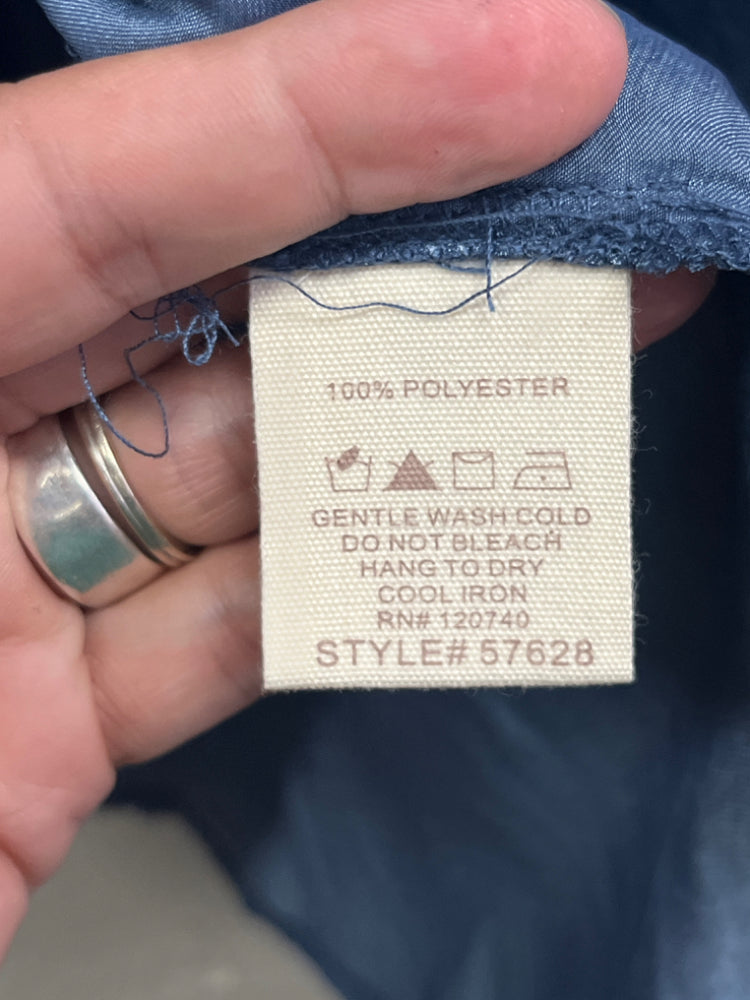 100% POLYESTER
GENTLE WASH COLD
DO NOT BLEACH
HANG TO DRY
COOL IRON
RN# 120740
STYLE# 57628